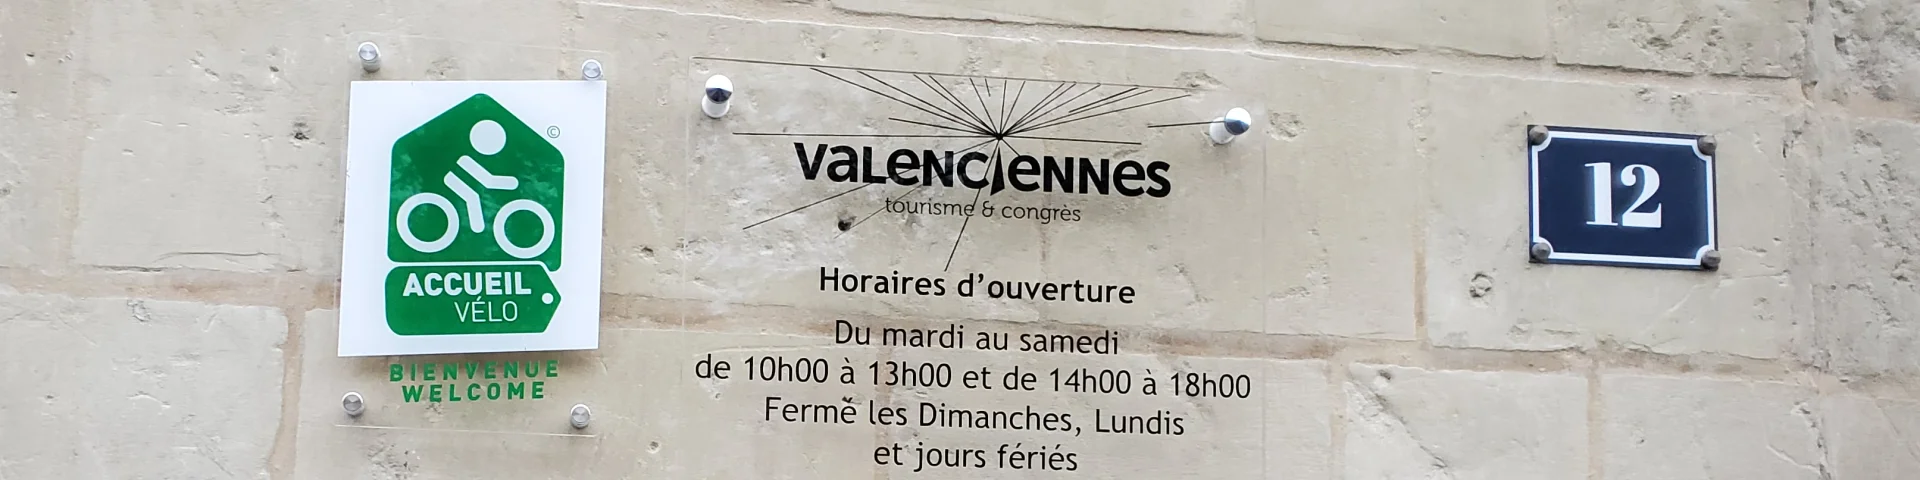 ©
ACCUEIL
VÉLO
BIENVENUE
WELCOME
valenciennes
tourisme & congrès
Horaires d'ouverture
Du mardi au samedi
de 10h00 à 13h00 et de 14h00 à 18h00
Fermé les Dimanches, Lundis
et jours fériés
12